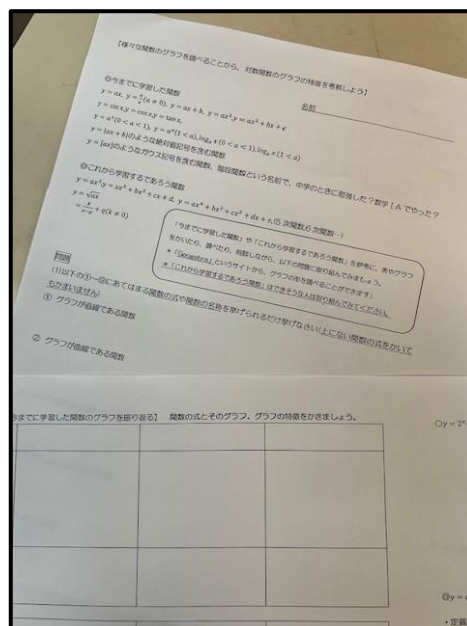 【様々な関数のグラフを調べることから、対数関数のグラフの特徴を考察しよう】
名前
◎今までに学習した関数
y = ax, y = a/x (a ≠ 0), y = ax + b, y = ax², y = ax² + bx + c
y = cos x, y = cos x, y = tan x,
y = aˣ (0 < a < 1), y = aˣ (1 < a), logₐ x (0 < a < 1), logₐ x (1 < a)
y = |ax + b|のような絶対値記号を含む関数
y = [ax]のようなガウス記号を含む関数、階段関数という名前で、中学のときに勉強した？数学ⅠAでやった？
◎これから学習するであろう関数
y = ax³, y = ax³ + bx² + cx + d, y = ax⁴ + bx³ + cx² + dx + e, (5次関数,6次関数…)
y = √ax
+ q (k ≠ 0)
「今までに学習した関数」や「これから学習するであろう関数」を参考に、表やグラフ
をかいたり、調べたり、相談しながら、以下の問題に取り組んでみましょう。
＊「Geogebra」というサイトから、グラフの形を調べることができます」
＊「これから学習するであろう関数」はできそうな人は取り組んでみてください。
問題
(1)以下の①～⑩にあてはまる関数の式や関数の名称を挙げられるだけ挙げなさい(上にない関数の式をかいて
もかまいません)
① グラフが直線である関数
② グラフが曲線である関数
今までに学習した関数のグラフを振り返る】 関数の式とそのグラフ、グラフの特徴をかきましょう。
〇y = 2ˣ
◎y =
・定義